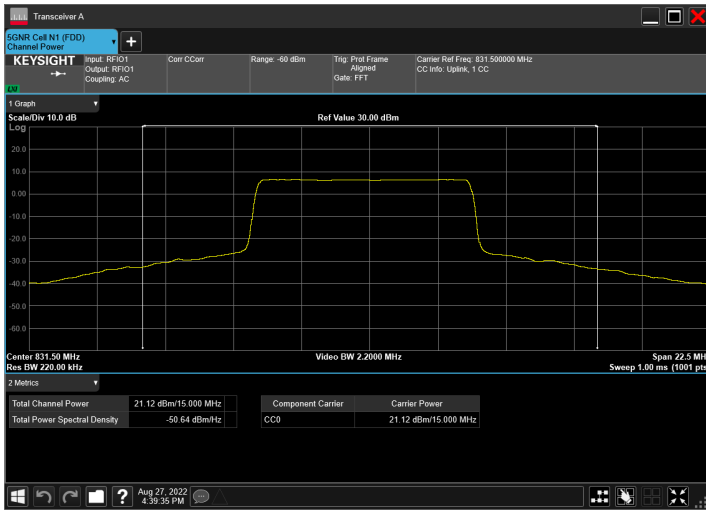 Transceiver A
5GNR Cell N1 (FDD)
Channel Power
KEYSIGHT
LXI
Input: RFIO1
Output: RFIO1
Coupling: AC
Corr CCorr
Range: -60 dBm
Trig: Prot Frame
Aligned
Gate: FFT
Carrier Ref Freq: 831.500000 MHz
CC Info: Uplink, 1 CC
1 Graph
Scale/Div 10.0 dB
Ref Value 30.00 dBm
Log
20.0
10.0
0.00
-10.0
-20.0
-30.0
-40.0
-50.0
-60.0
Center 831.50 MHz
Video BW 2.2000 MHz
Span 22.5 MH
Res BW 220.00 kHz
Sweep 1.00 ms (1001 pts
2 Metrics
Total Channel Power 21.12 dBm/15.000 MHz
Total Power Spectral Density -50.64 dBm/Hz
Component Carrier Carrier Power
CC0 21.12 dBm/15.000 MHz
Aug 27, 2022
4:39:35 PM